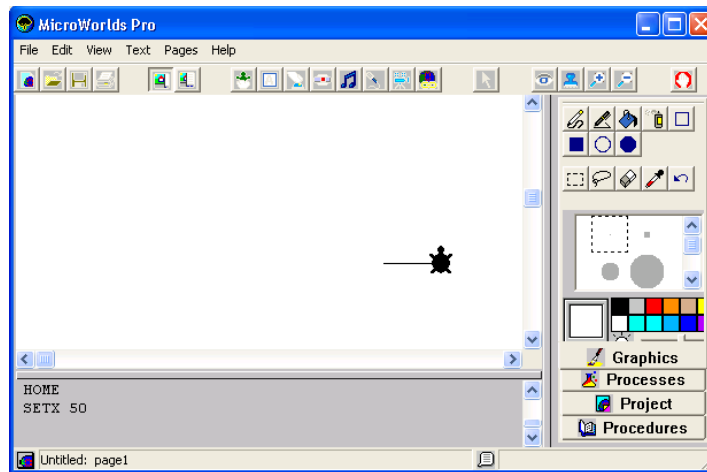 MicroWorlds Pro
File Edit View Text Pages Help
Graphics
Processes
Project
Procedures
HOME
SETX 50
Untitled: page1